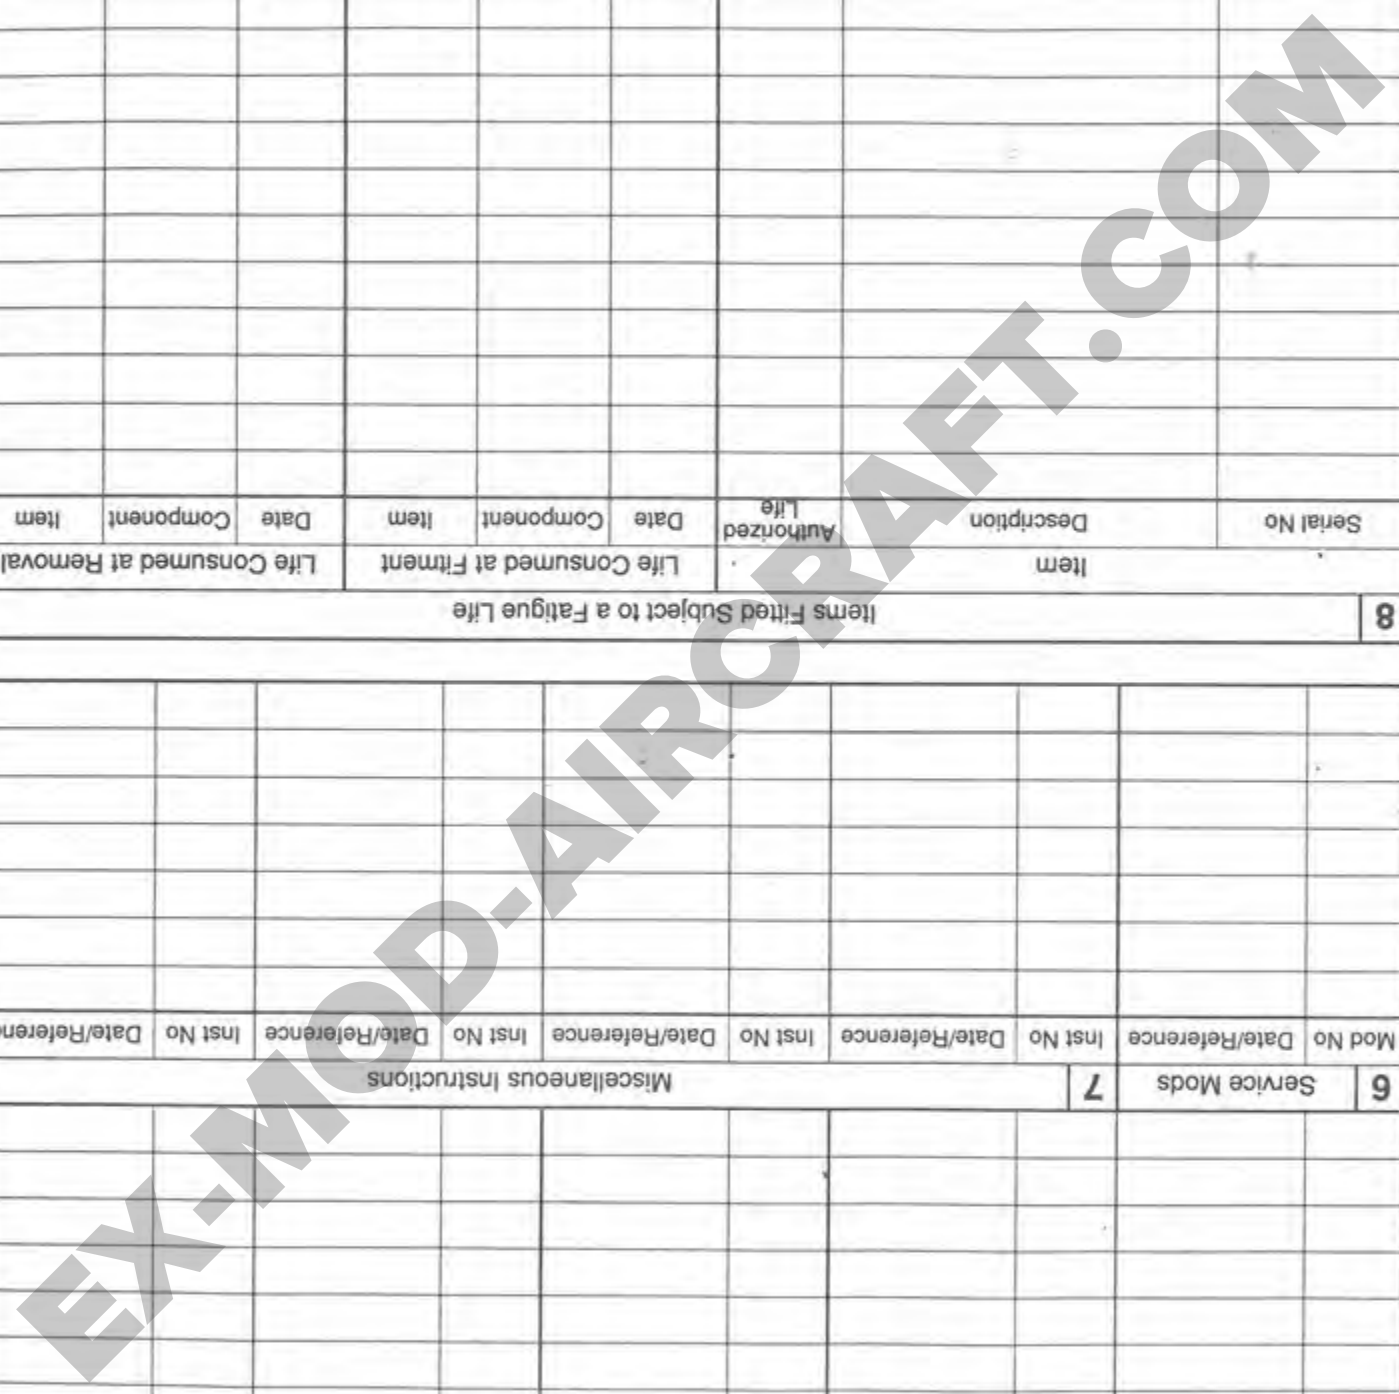 6 Service Mods 7 Miscellaneous Instructions
Mod No Date/Reference Inst No Date/Reference Inst No Date/Reference Inst No Date/Reference Inst No Date/Referen
8 Items Fitted Subject to a Fatigue Life
Item Life Consumed at Fitment Life Consumed at Removal
Serial No Description Authorized Life Date Component Item Date Component Item
EX-MOD-AIRCRAFT.COM